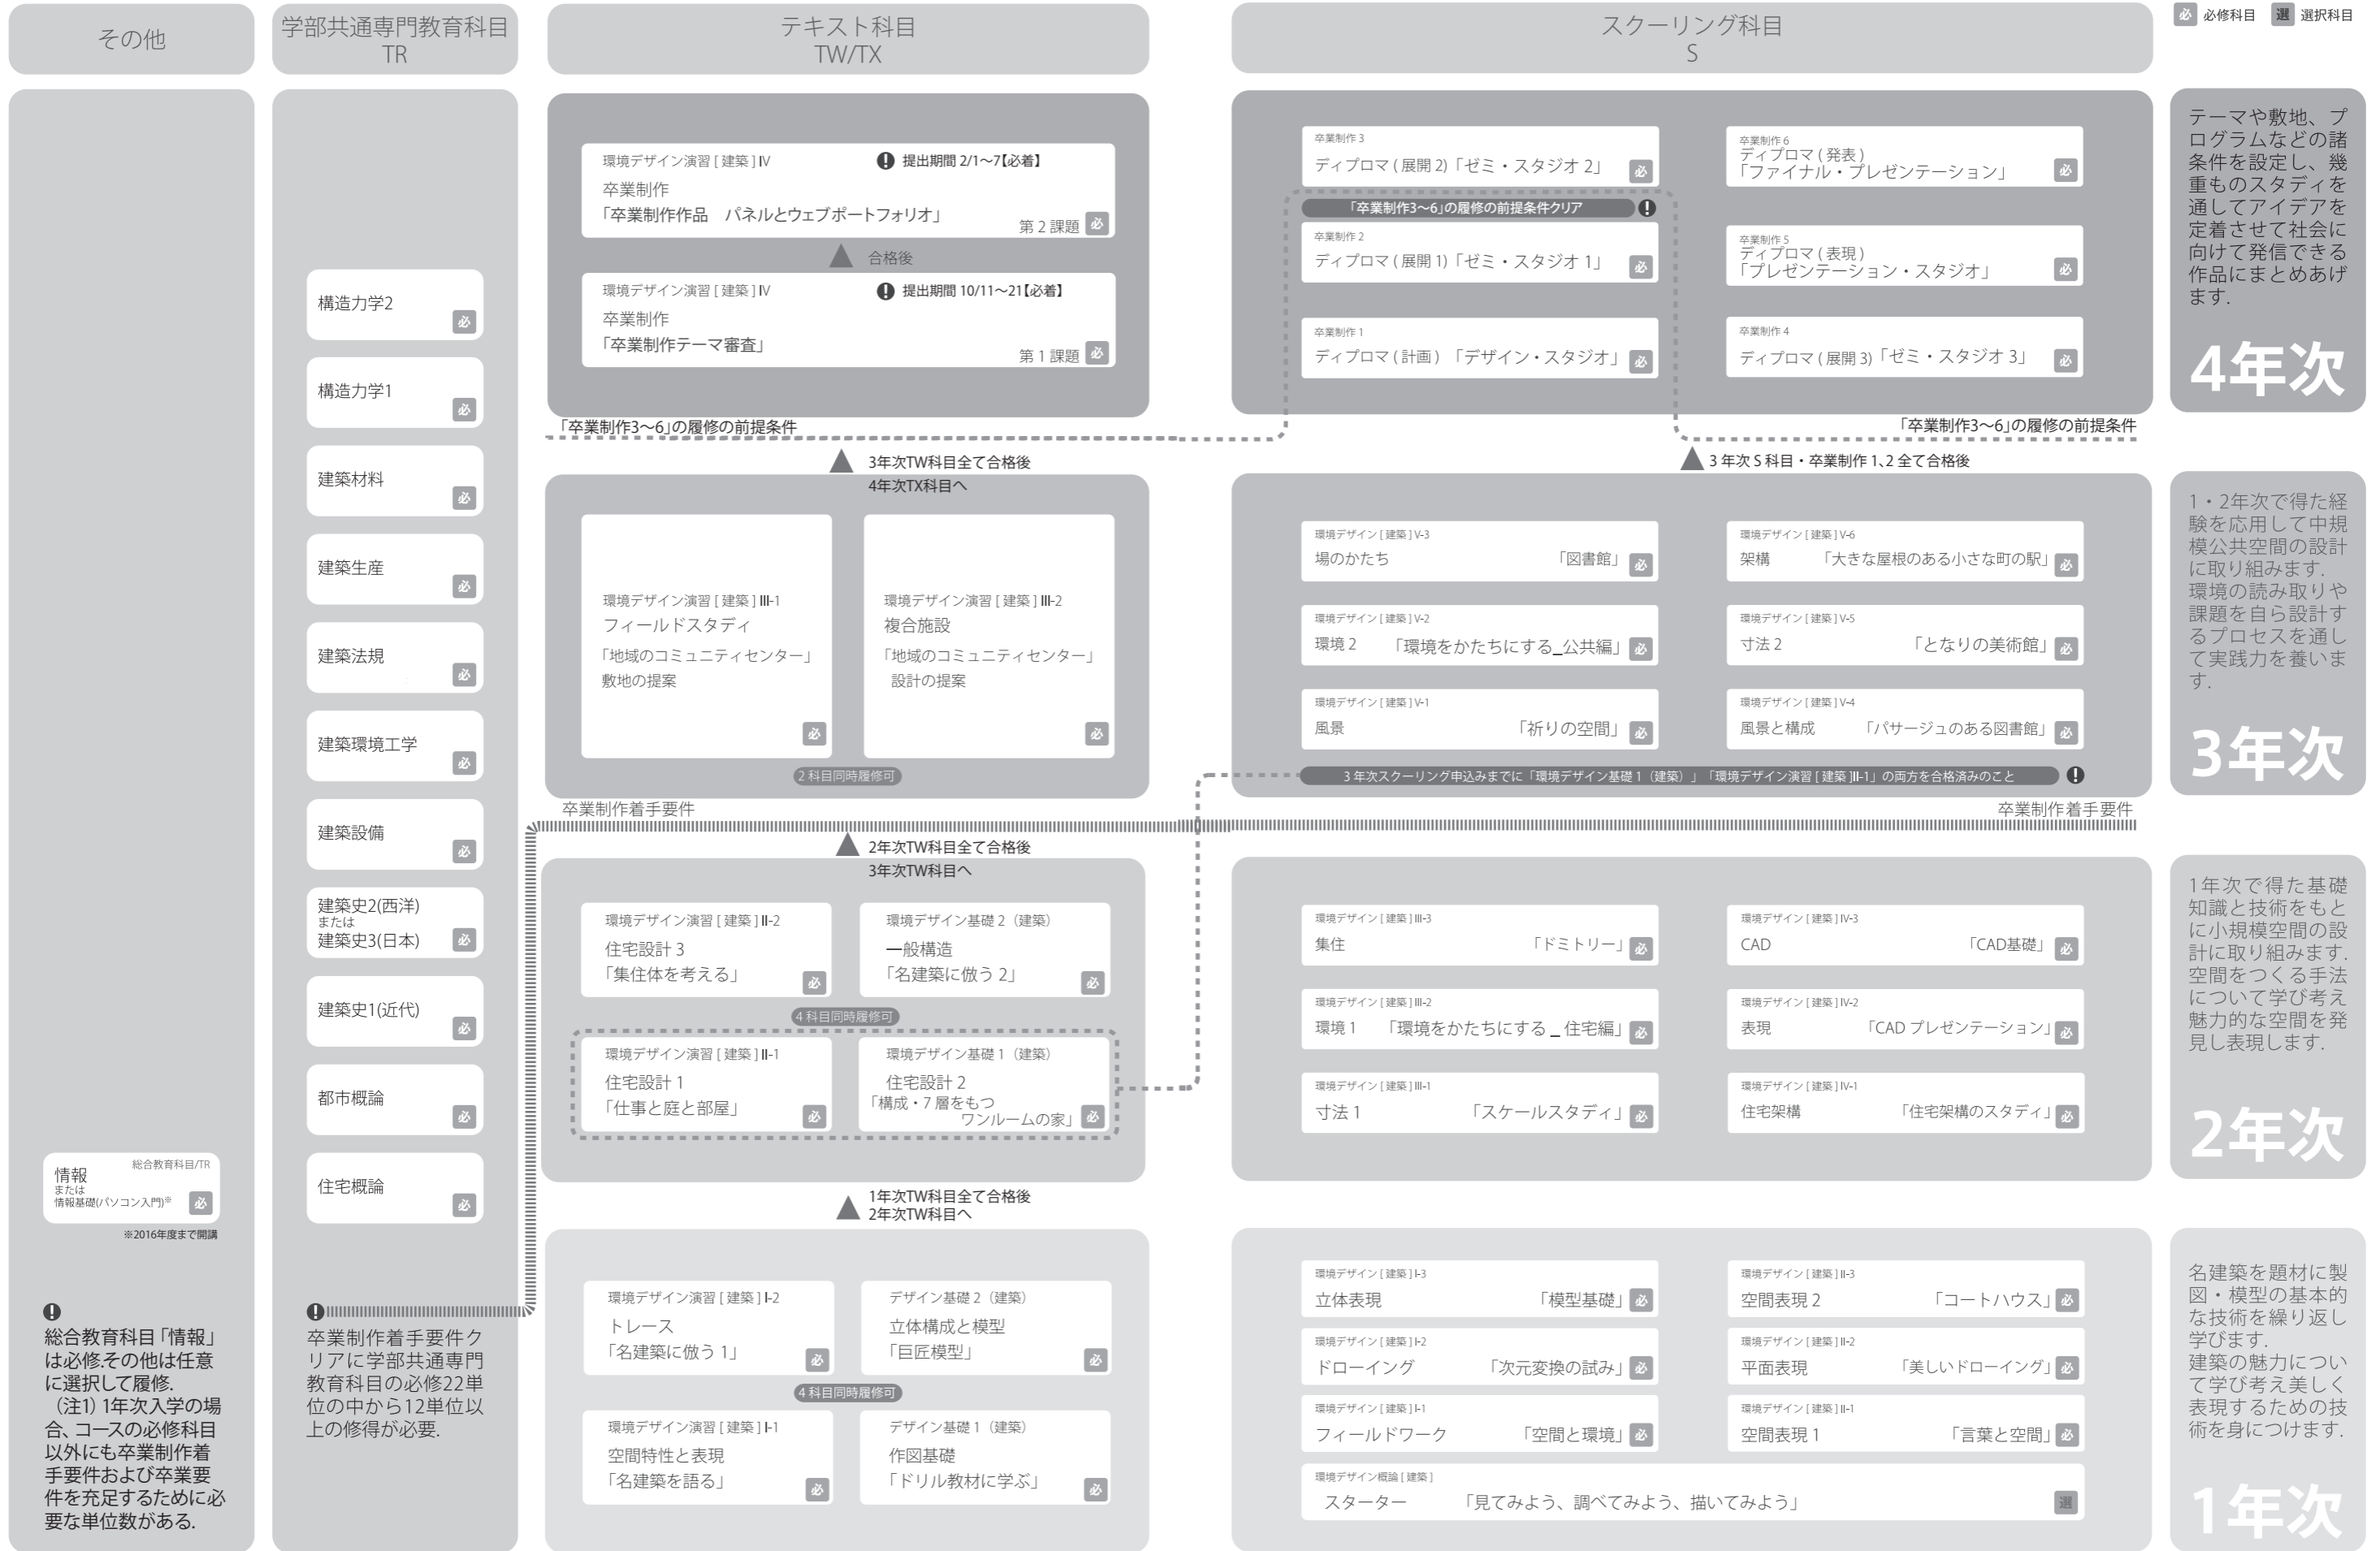 必 必修科目 選 選択科目
その他
学部共通専門教育科目
TR
テキスト科目
TW/TX
スクーリング科目
S
情報
総合教育科目/TR
または
情報基礎(パソコン入門)※
必
※2016年度まで開講
!
総合教育科目「情報」
は必修.その他は任意
に選択して履修.
(注1) 1年次入学の場
合、コースの必修科目
以外にも卒業制作着
手要件および卒業要
件を充足するために必
要な単位数がある.
構造力学2
必
構造力学1
必
建築材料
必
建築生産
必
建築法規
必
建築環境工学
必
建築設備
必
建築史2(西洋)
または
建築史3(日本)
必
建築史1(近代)
必
都市概論
必
住宅概論
必
!
卒業制作着手要件ク
リアに学部共通専門
教育科目の必修22単
位の中から12単位以
上の修得が必要.
環境デザイン演習 [ 建築 ] IV
! 提出期間 2/1〜7【必着】
卒業制作
「卒業制作作品 パネルとウェブポートフォリオ」
第 2 課題 必
合格後
環境デザイン演習 [ 建築 ] IV
! 提出期間 10/11〜21【必着】
卒業制作
「卒業制作テーマ審査」
第 1 課題 必
「卒業制作3〜6」の履修の前提条件
3年次TW科目全て合格後
4年次TX科目へ
環境デザイン演習 [ 建築 ] III-1
フィールドスタディ
「地域のコミュニティセンター」
敷地の提案
必
環境デザイン演習 [ 建築 ] III-2
複合施設
「地域のコミュニティセンター」
設計の提案
必
2 科目同時履修可
卒業制作着手要件
2年次TW科目全て合格後
3年次TW科目へ
環境デザイン演習 [ 建築 ] II-2
住宅設計 3
「集住体を考える」
必
環境デザイン基礎 2（建築）
一般構造
「名建築に倣う 2」
必
4 科目同時履修可
環境デザイン演習 [ 建築 ] II-1
住宅設計 1
「仕事と庭と部屋」
必
環境デザイン基礎 1（建築）
住宅設計 2
「構成・7 層をもつ
ワンルームの家」
必
1年次TW科目全て合格後
2年次TW科目へ
環境デザイン演習 [ 建築 ] I-2
トレース
「名建築に倣う 1」
必
デザイン基礎 2（建築）
立体構成と模型
「巨匠模型」
必
4 科目同時履修可
環境デザイン演習 [ 建築 ] I-1
空間特性と表現
「名建築を語る」
必
デザイン基礎 1（建築）
作図基礎
「ドリル教材に学ぶ」
必
卒業制作 3
ディプロマ ( 展開 2)「ゼミ・スタジオ 2」 必
「卒業制作3〜6」の履修の前提条件クリア !
卒業制作 2
ディプロマ ( 展開 1)「ゼミ・スタジオ 1」 必
卒業制作 1
ディプロマ ( 計画 ) 「デザイン・スタジオ」 必
卒業制作 6
ディプロマ ( 発表 )
「ファイナル・プレゼンテーション」 必
卒業制作 5
ディプロマ ( 表現 )
「プレゼンテーション・スタジオ」 必
卒業制作 4
ディプロマ ( 展開 3)「ゼミ・スタジオ 3」 必
「卒業制作3〜6」の履修の前提条件
3 年次 S 科目・卒業制作 1、2 全て合格後
環境デザイン [ 建築 ] V-3
場のかたち 「図書館」 必
環境デザイン [ 建築 ] V-2
環境 2 「環境をかたちにする_公共編」 必
環境デザイン [ 建築 ] V-1
風景 「祈りの空間」 必
環境デザイン [ 建築 ] V-6
架構 「大きな屋根のある小さな町の駅」 必
環境デザイン [ 建築 ] V-5
寸法 2 「となりの美術館」 必
環境デザイン [ 建築 ] V-4
風景と構成 「パサージュのある図書館」 必
3 年次スクーリング申込みまでに「環境デザイン基礎 1（建築）」「環境デザイン演習 [ 建築 ]II-1」の両方を合格済みのこと !
卒業制作着手要件
環境デザイン [ 建築 ] III-3
集住 「ドミトリー」 必
環境デザイン [ 建築 ] III-2
環境 1 「環境をかたちにする _ 住宅編」 必
環境デザイン [ 建築 ] III-1
寸法 1 「スケールスタディ」 必
環境デザイン [ 建築 ] IV-3
CAD 「CAD基礎」 必
環境デザイン [ 建築 ] IV-2
表現 「CAD プレゼンテーション」 必
環境デザイン [ 建築 ] IV-1
住宅架構 「住宅架構のスタディ」 必
環境デザイン [ 建築 ] I-3
立体表現 「模型基礎」 必
環境デザイン [ 建築 ] I-2
ドローイング 「次元変換の試み」 必
環境デザイン [ 建築 ] I-1
フィールドワーク 「空間と環境」 必
環境デザイン [ 建築 ] II-3
空間表現 2 「コートハウス」 必
環境デザイン [ 建築 ] II-2
平面表現 「美しいドローイング」 必
環境デザイン [ 建築 ] II-1
空間表現 1 「言葉と空間」 必
環境デザイン概論 [ 建築 ]
スターター 「見てみよう、調べてみよう、描いてみよう」 選
テーマや敷地、プ
ログラムなどの諸
条件を設定し、幾
重ものスタディを
通してアイデアを
定着させて社会に
向けて発信できる
作品にまとめあげ
ます.
4年次
1・2年次で得た経
験を応用して中規
模公共空間の設計
に取り組みます.
環境の読み取りや
課題を自ら設計す
るプロセスを通し
て実践力を養いま
す.
3年次
1年次で得た基礎
知識と技術をもと
に小規模空間の設
計に取り組みます.
空間をつくる手法
について学び考え
魅力的な空間を発
見し表現します.
2年次
名建築を題材に製
図・模型の基本的
な技術を繰り返し
学びます.
建築の魅力につい
て学び考え美しく
表現するための技
術を身につけます.
1年次